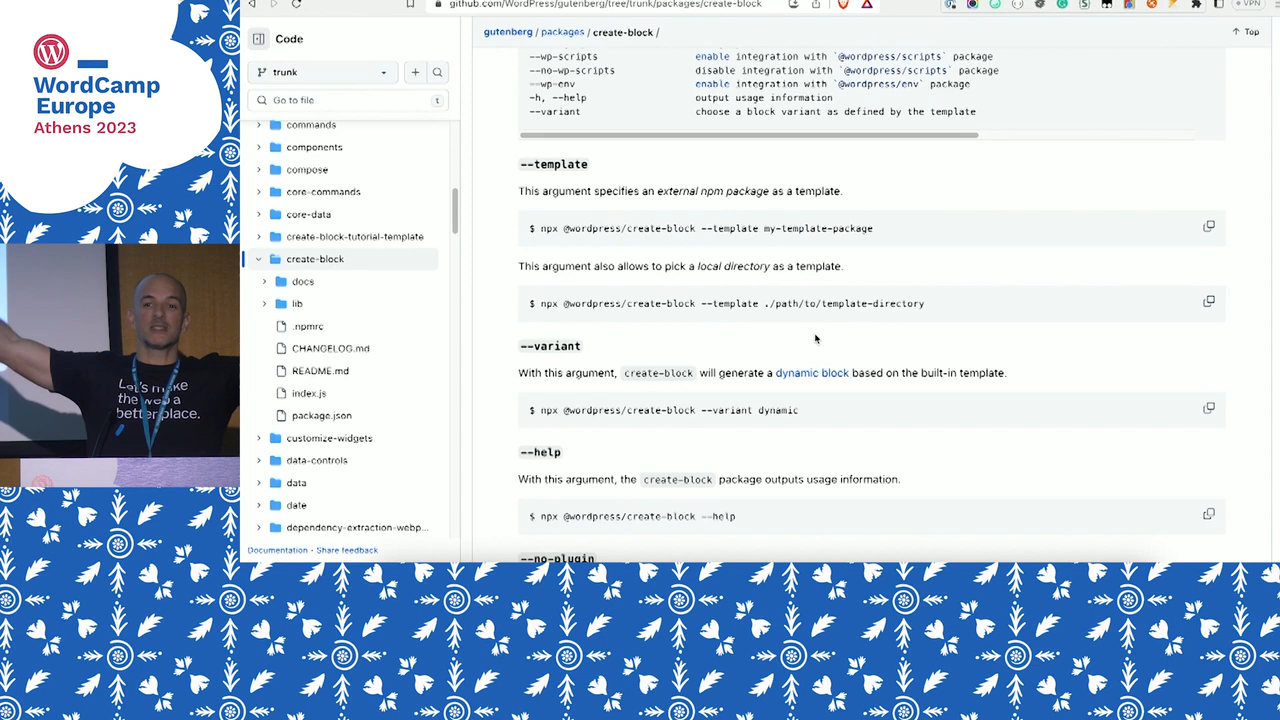 WordCamp
Europe
Athens 2023
Let's make
the web a
better place.
github.com/WordPress/gutenberg/tree/trunk/packages/create-block
VPN
Code
trunk
Go to file
t
commands
components
compose
core-commands
core-data
create-block-tutorial-template
create-block
docs
lib
.npmrc
CHANGELOG.md
README.md
index.js
package.json
customize-widgets
data-controls
data
date
dependency-extraction-webp...
Documentation • Share feedback
gutenberg / packages / create-block /
Top
--wp-scripts enable integration with `@wordpress/scripts` package
--no-wp-scripts disable integration with `@wordpress/scripts` package
--wp-env enable integration with `@wordpress/env` package
-h, --help output usage information
--variant choose a block variant as defined by the template
--template
This argument specifies an external npm package as a template.
$ npx @wordpress/create-block --template my-template-package
This argument also allows to pick a local directory as a template.
$ npx @wordpress/create-block --template ./path/to/template-directory
--variant
With this argument, create-block will generate a dynamic block based on the built-in template.
$ npx @wordpress/create-block --variant dynamic
--help
With this argument, the create-block package outputs usage information.
$ npx @wordpress/create-block --help
--no-plugin